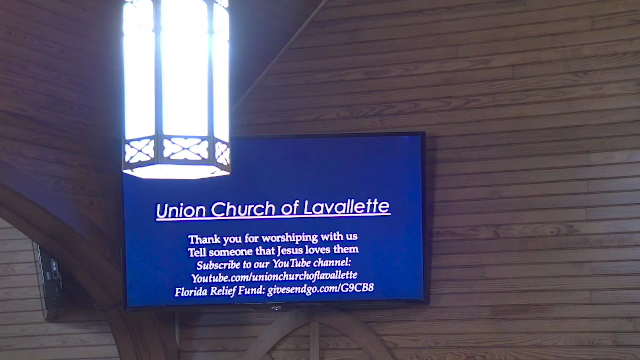 Union Church of Lavallette
Thank you for worshiping with us
Tell someone that Jesus loves them
Subscribe to our YouTube channel:
Youtube.com/unionchurchoflavallette
Florida Relief Fund: givesendgo.com/G9CB8